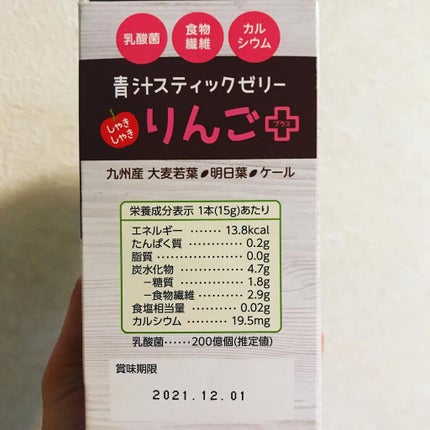 乳酸菌
食物
繊維
カル
シウム
青汁スティックゼリー
しゃき
しゃき
りんご
プラス
九州産 大麦若葉 明日葉 ケール
栄養成分表示 1本(15g)あたり
エネルギー ……… 13.8kcal
たんぱく質 ………… 0.2g
脂質 ………………… 0.0g
炭水化物 …………… 4.7g
－糖質 ……………… 1.8g
－食物繊維 ………… 2.9g
食塩相当量 ………… 0.02g
カルシウム ………… 19.5mg
乳酸菌……200億個(推定値)
賞味期限
2021.12.01